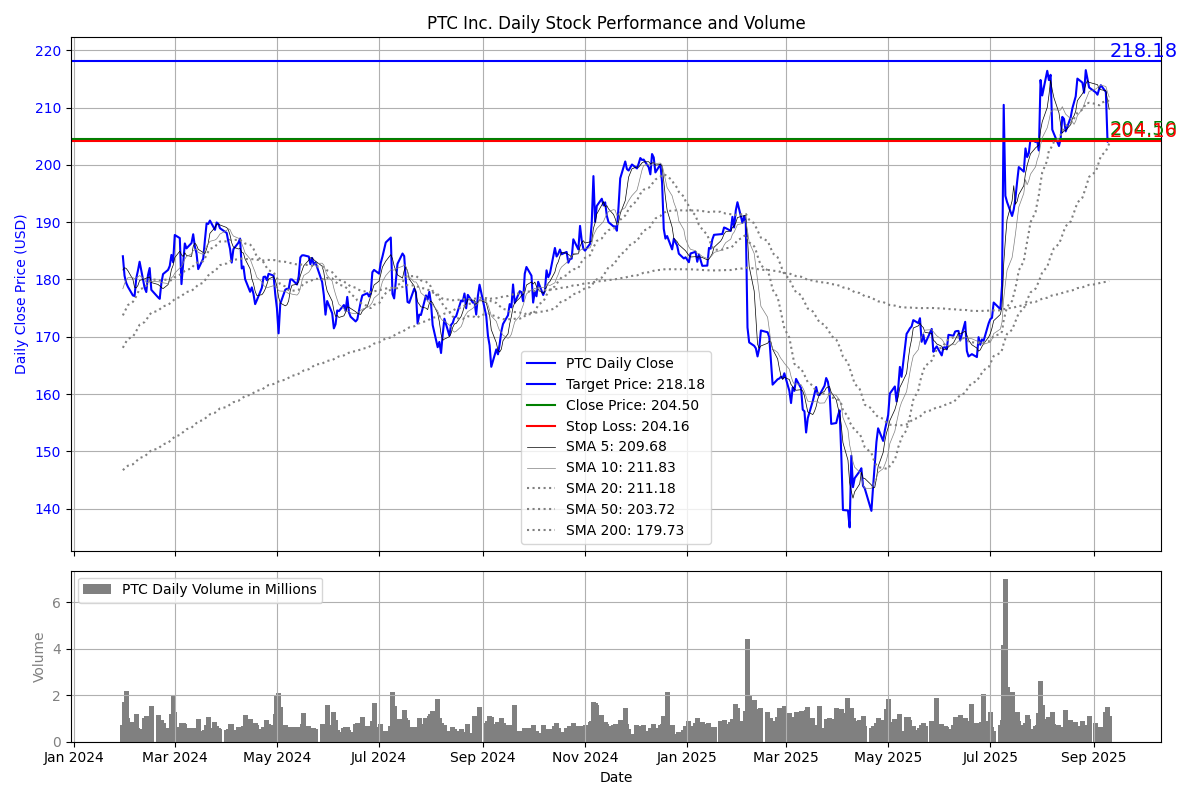 PTC Inc. Daily Stock Performance and Volume
Daily Close Price (USD)
220
210
200
190
180
170
160
150
140
218.18
204.50
204.16
PTC Daily Close
Target Price: 218.18
Close Price: 204.50
Stop Loss: 204.16
SMA 5: 209.68
SMA 10: 211.83
SMA 20: 211.18
SMA 50: 203.72
SMA 200: 179.73
PTC Daily Volume in Millions
Volume
6
4
2
0
Jan 2024
Mar 2024
May 2024
Jul 2024
Sep 2024
Nov 2024
Jan 2025
Mar 2025
May 2025
Jul 2025
Sep 2025
Date